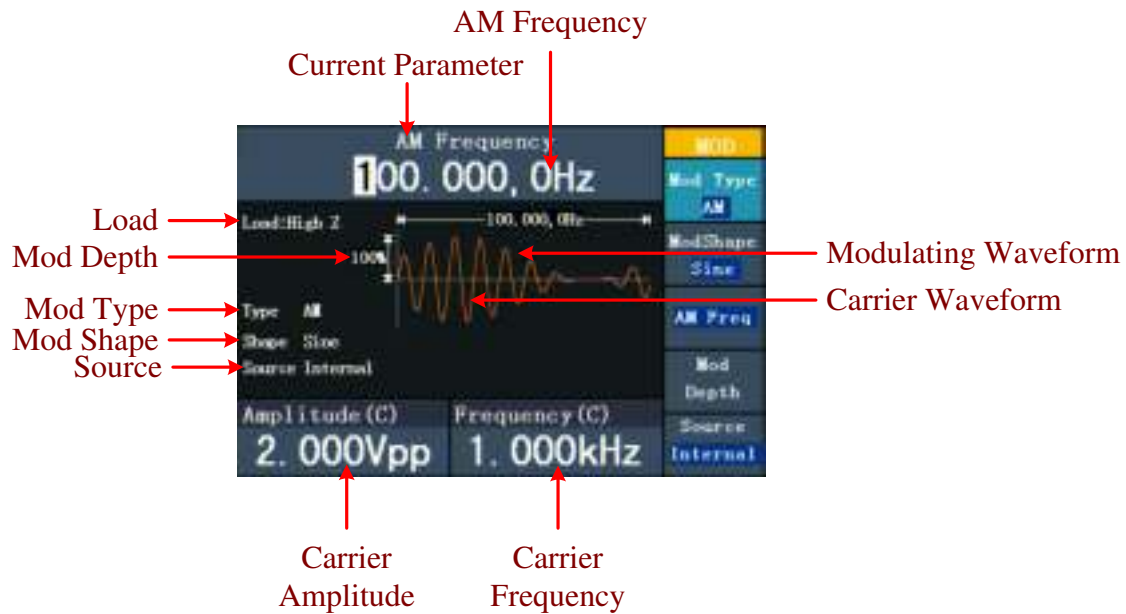 AM Frequency
Current Parameter
AM Frequency
100.000,0Hz
MOD
Mod Type
AM
Load
Load:High Z
100.000,0Hz
ModShape
Sine
Mod Depth
100%
Modulating Waveform
Carrier Waveform
Mod Type
Type AM
AM Freq
Mod Shape
Shape Sine
Source
Source Internal
Mod
Depth
Amplitude(C)
Frequency(C)
Source
Internal
2.000Vpp
1.000kHz
Carrier
Amplitude
Carrier
Frequency